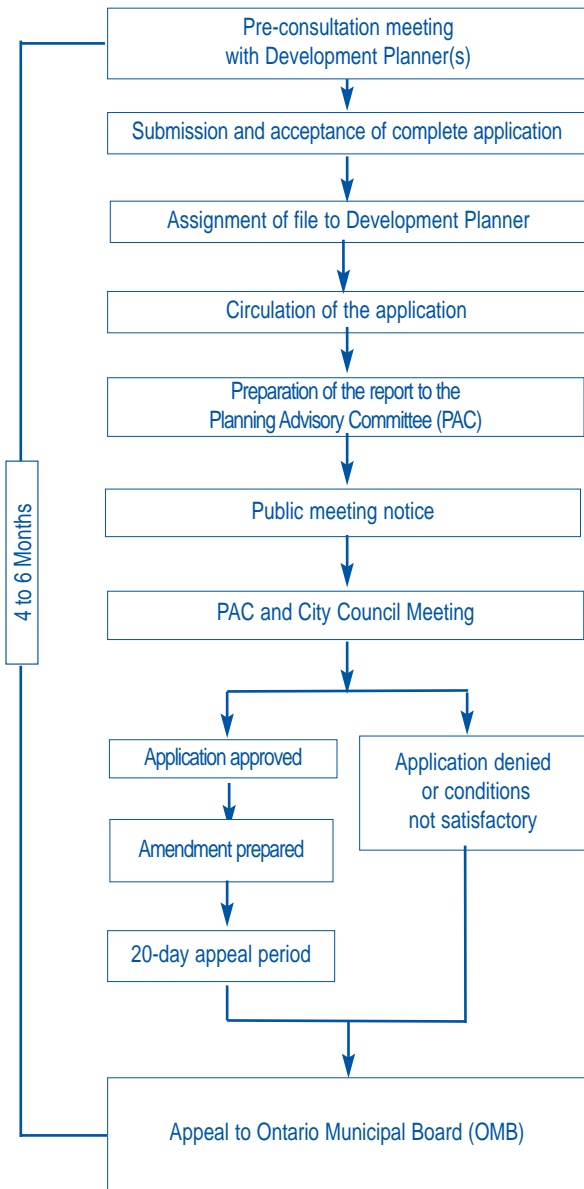 Pre-consultation meeting
with Development Planner(s)
Submission and acceptance of complete application
Assignment of file to Development Planner
Circulation of the application
Preparation of the report to the
Planning Advisory Committee (PAC)
Public meeting notice
4 to 6 Months
PAC and City Council Meeting
Application approved
Application denied
or conditions
not satisfactory
Amendment prepared
20-day appeal period
Appeal to Ontario Municipal Board (OMB)